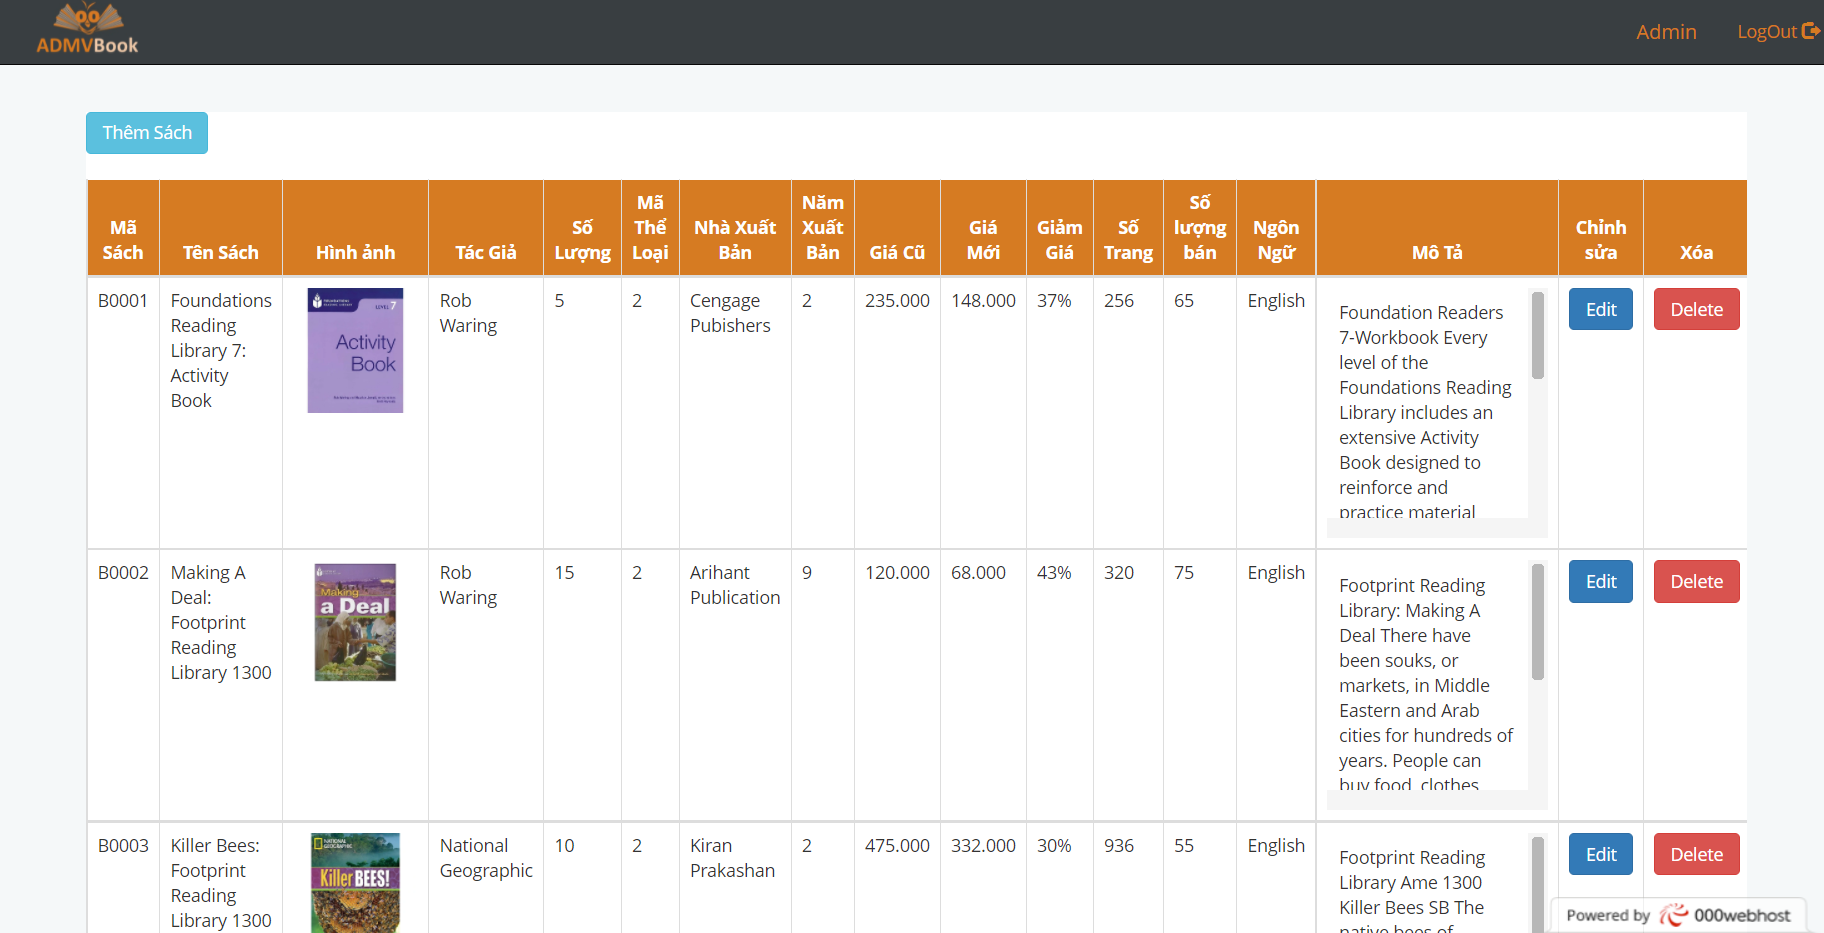 ADMVBook
Admin
LogOut
Thêm Sách
Mã Sách
Tên Sách
Hình ảnh
Tác Giả
Số Lượng
Mã Thể Loại
Nhà Xuất Bản
Năm Xuất Bản
Giá Cũ
Giá Mới
Giảm Giá
Số Trang
Số lượng bán
Ngôn Ngữ
Mô Tả
Chỉnh sửa
Xóa
B0001
Foundations
Reading
Library 7:
Activity
Book
LEVEL 7
Activity
Book
Rob
Waring
5
2
Cengage
Pubishers
2
235.000
148.000
37%
256
65
English
Foundation Readers
7-Workbook Every
level of the
Foundations Reading
Library includes an
extensive Activity
Book designed to
reinforce and
practice material
Edit
Delete
B0002
Making A
Deal:
Footprint
Reading
Library 1300
Making
a Deal
Rob
Waring
15
2
Arihant
Publication
9
120.000
68.000
43%
320
75
English
Footprint Reading
Library: Making A
Deal There have
been souks, or
markets, in Middle
Eastern and Arab
cities for hundreds of
years. People can
buy food, clothes,
Edit
Delete
B0003
Killer Bees:
Footprint
Reading
Library 1300
NATIONAL
GEOGRAPHIC
Killer BEES!
National
Geographic
10
2
Kiran
Prakashan
2
475.000
332.000
30%
936
55
English
Footprint Reading
Library Ame 1300
Killer Bees SB The
native bees of
Edit
Delete
Powered by 000webhost